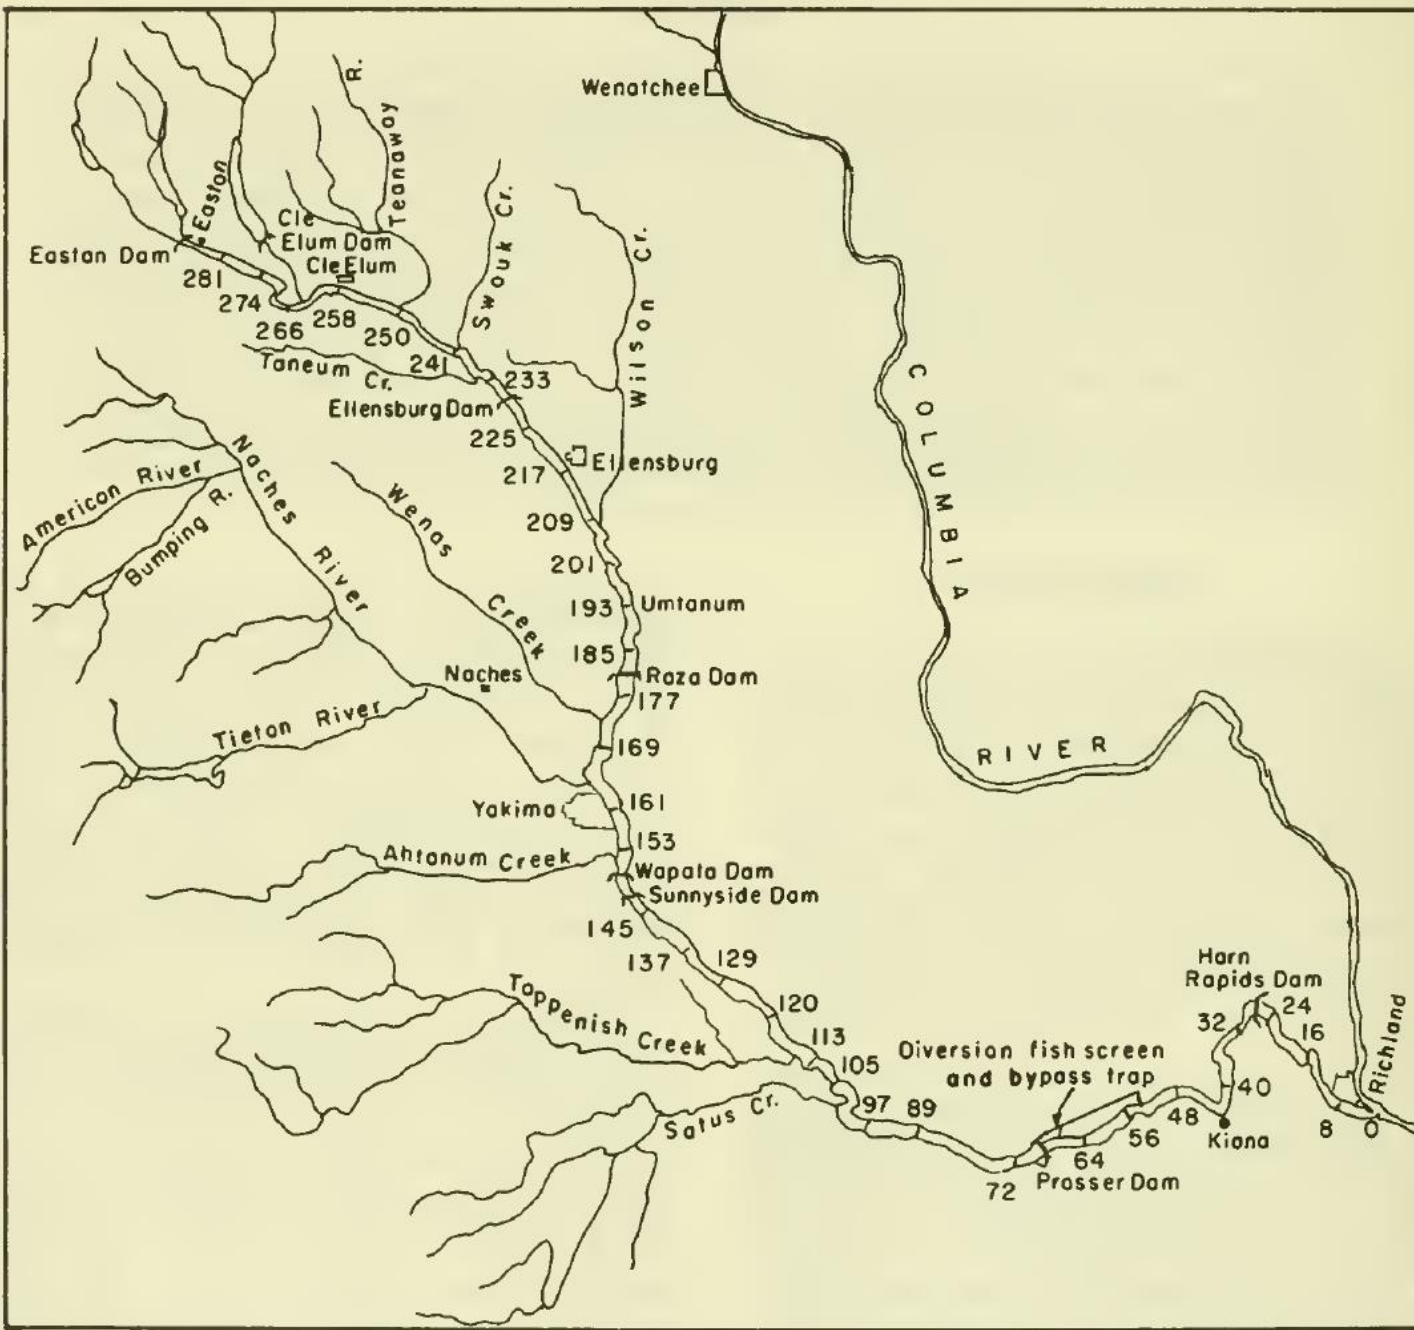 Wenatchee
Teanaway R.
Easton
Cle
Elum Dam
Cle Elum
Easton Dam
281
274
266
258
250
241
233
Swauk Cr.
Wilson Cr.
Taneum Cr.
Ellensburg Dam
225
217
Ellensburg
209
201
193
Umtanum
185
Roza Dam
177
169
161
153
Naches River
American River
Bumping R.
Wenas Creek
Naches
Tieton River
Yakima
Ahtanum Creek
Wapato Dam
Sunnyside Dam
145
137
129
120
113
105
97
89
72
64
56
48
40
32
24
16
8
0
Toppenish Creek
Satus Cr.
Diversion fish screen
and bypass trap
Prosser Dam
Kiona
Horn
Rapids Dam
Richland
COLUMBIA
RIVER